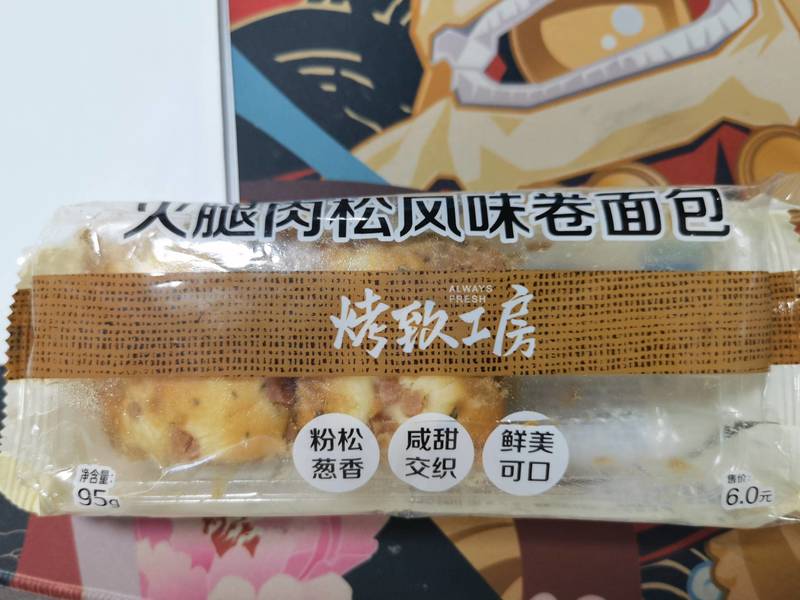 火腿肉松风味卷面包
ALWAYS
FRESH
烤致工房
粉松
葱香
咸甜
交织
鲜美
可口
净含量:
95g
售价:
6.0元